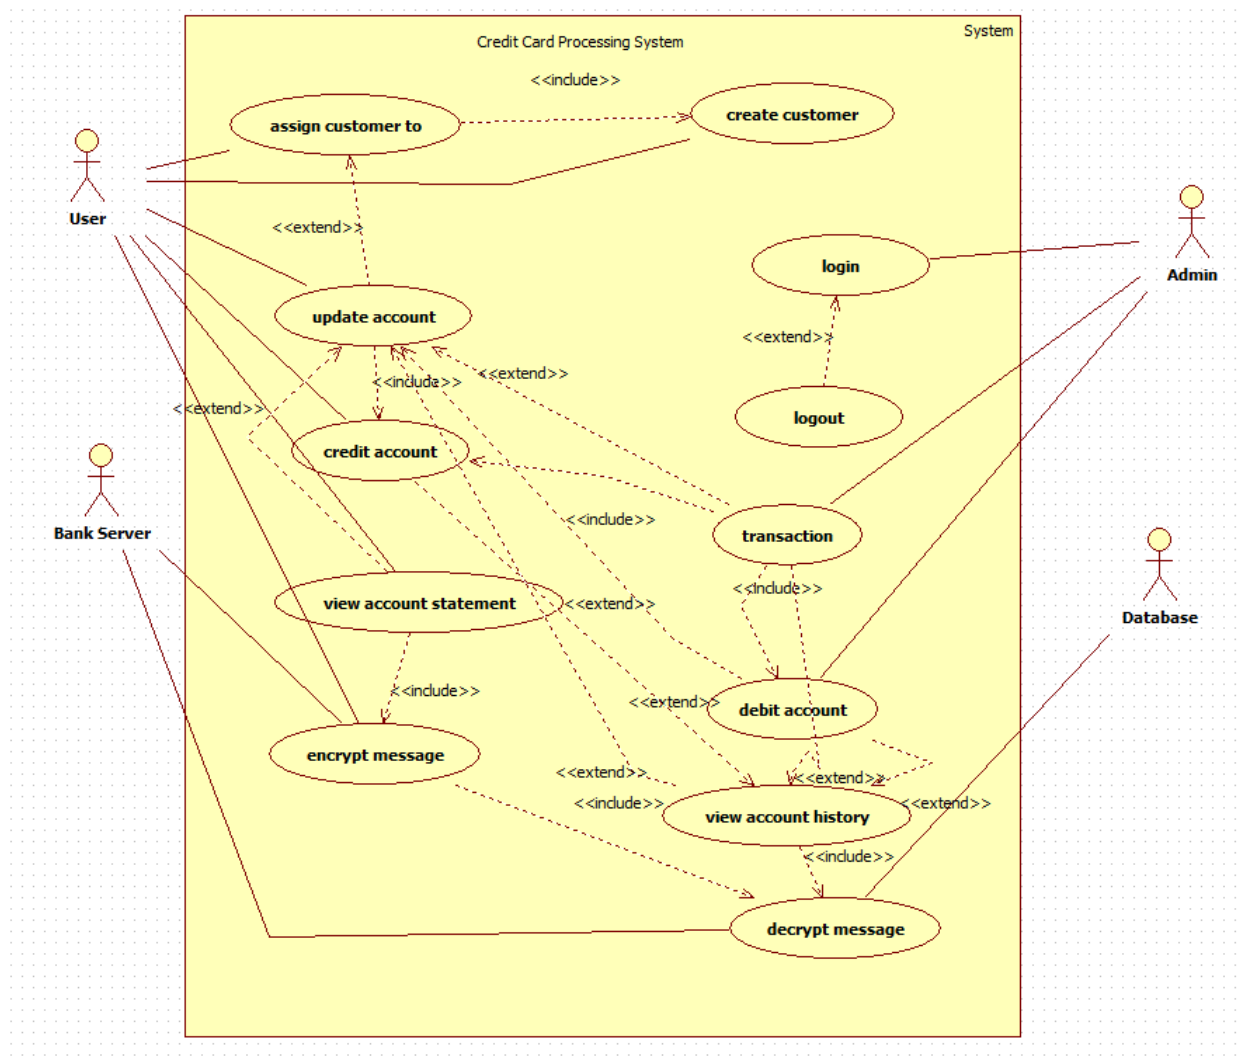 System
Credit Card Processing System
<<include>>
create customer
assign customer to
User
<<extend>>
login
Admin
update account
<<extend>>
<<include>>
<<extend>>
<<extend>>
logout
credit account
Bank Server
<<include>>
transaction
<<include>>
view account statement
<<extend>>
Database
<<include>>
<<extend>>
debit account
encrypt message
<<extend>>
<<extend>>
<<include>>
<<extend>>
view account history
<<include>>
decrypt message